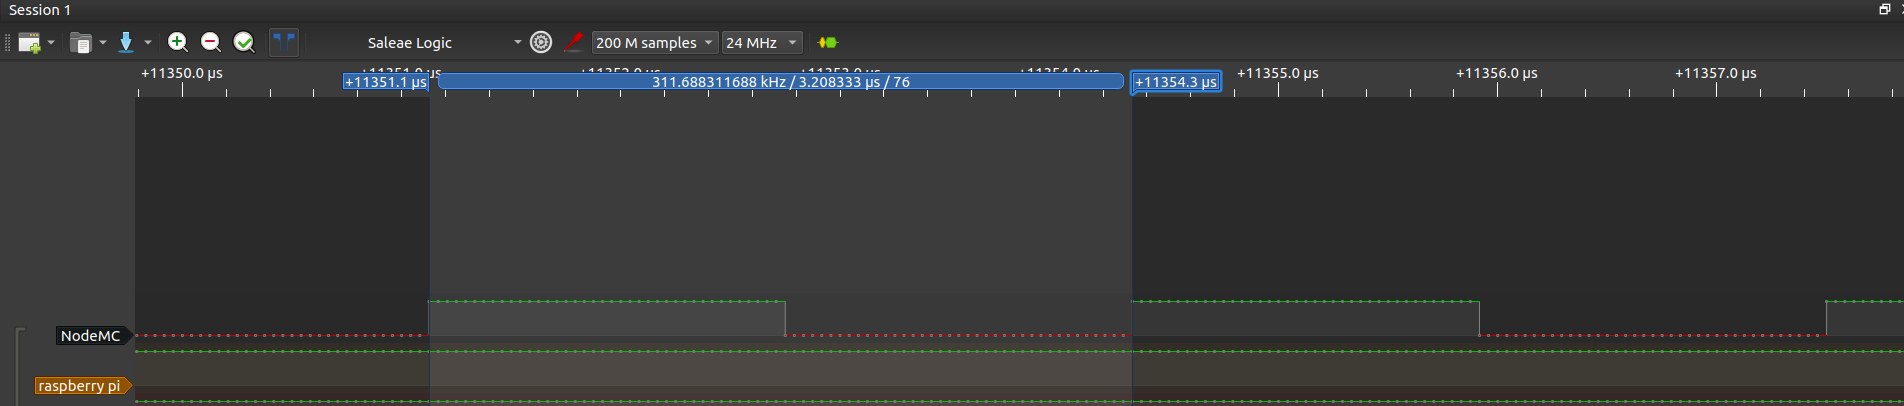 Session 1
Saleae Logic
200 M samples
24 MHz
+11350.0 µs
+11355.0 µs
+11356.0 µs
+11357.0 µs
+11351.1 µs
311.688311688 kHz / 3.208333 µs / 76
+11354.3 µs
NodeMC
raspberry pi